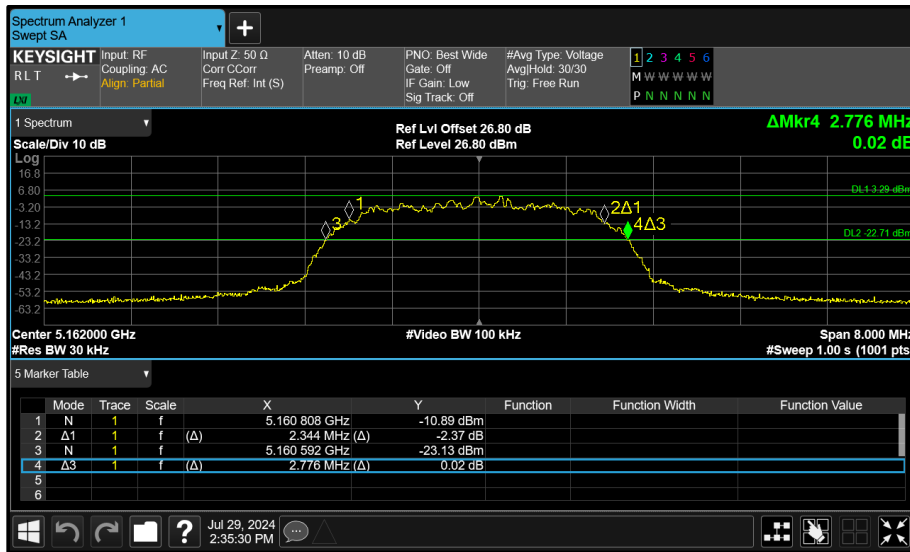 Spectrum Analyzer 1
Swept SA
+
KEYSIGHT
R L T
LXI
Input: RF
Coupling: AC
Align: Partial
Input Z: 50 Ω
Corr CCorr
Freq Ref: Int (S)
Atten: 10 dB
Preamp: Off
PNO: Best Wide
Gate: Off
IF Gain: Low
Sig Track: Off
#Avg Type: Voltage
Avg|Hold: 30/30
Trig: Free Run
1 2 3 4 5 6
M W W W W W
P N N N N N
1 Spectrum
Scale/Div 10 dB
Ref Lvl Offset 26.80 dB
Ref Level 26.80 dBm
ΔMkr4 2.776 MHz
0.02 dB
Log
16.8
6.80
-3.20
-13.2
-23.2
-33.2
-43.2
-53.2
-63.2
DL1 3.29 dBm
DL2 -22.71 dBm
1
3
2Δ1
4Δ3
Center 5.162000 GHz
#Video BW 100 kHz
Span 8.000 MHz
#Res BW 30 kHz
#Sweep 1.00 s (1001 pts)
5 Marker Table
Mode Trace Scale X Y Function Function Width Function Value
1 N 1 f 5.160 808 GHz -10.89 dBm
2 Δ1 1 f (Δ) 2.344 MHz (Δ) -2.37 dB
3 N 1 f 5.160 592 GHz -23.13 dBm
4 Δ3 1 f (Δ) 2.776 MHz (Δ) 0.02 dB
5
6
?
Jul 29, 2024
2:35:30 PM